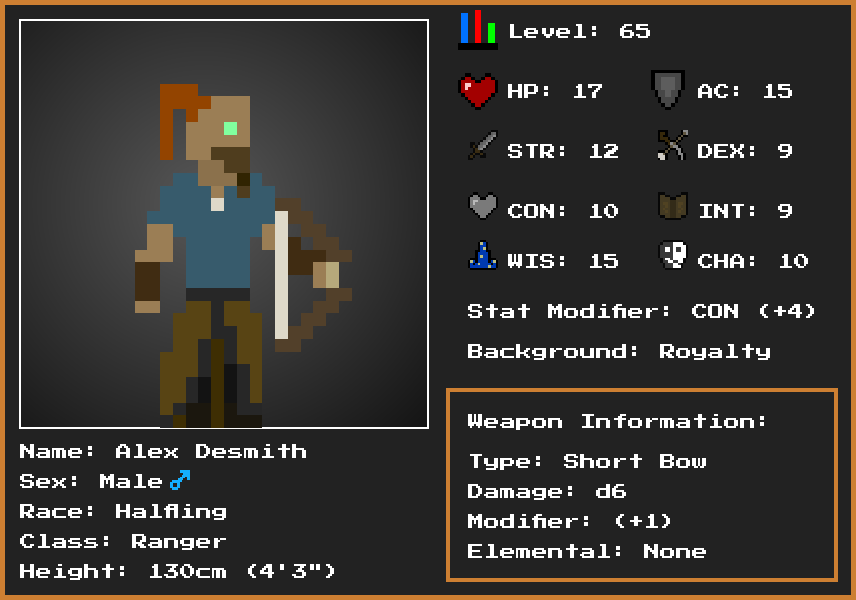 Level: 65
HP: 17 AC: 15
STR: 12 DEX: 9
CON: 10 INT: 9
WIS: 15 CHA: 10
Stat Modifier: CON (+4)
Background: Royalty
Weapon Information:
Type: Short Bow
Damage: d6
Modifier: (+1)
Elemental: None
Name: Alex Desmith
Sex: Male ♂
Race: Halfling
Class: Ranger
Height: 130cm (4'3")